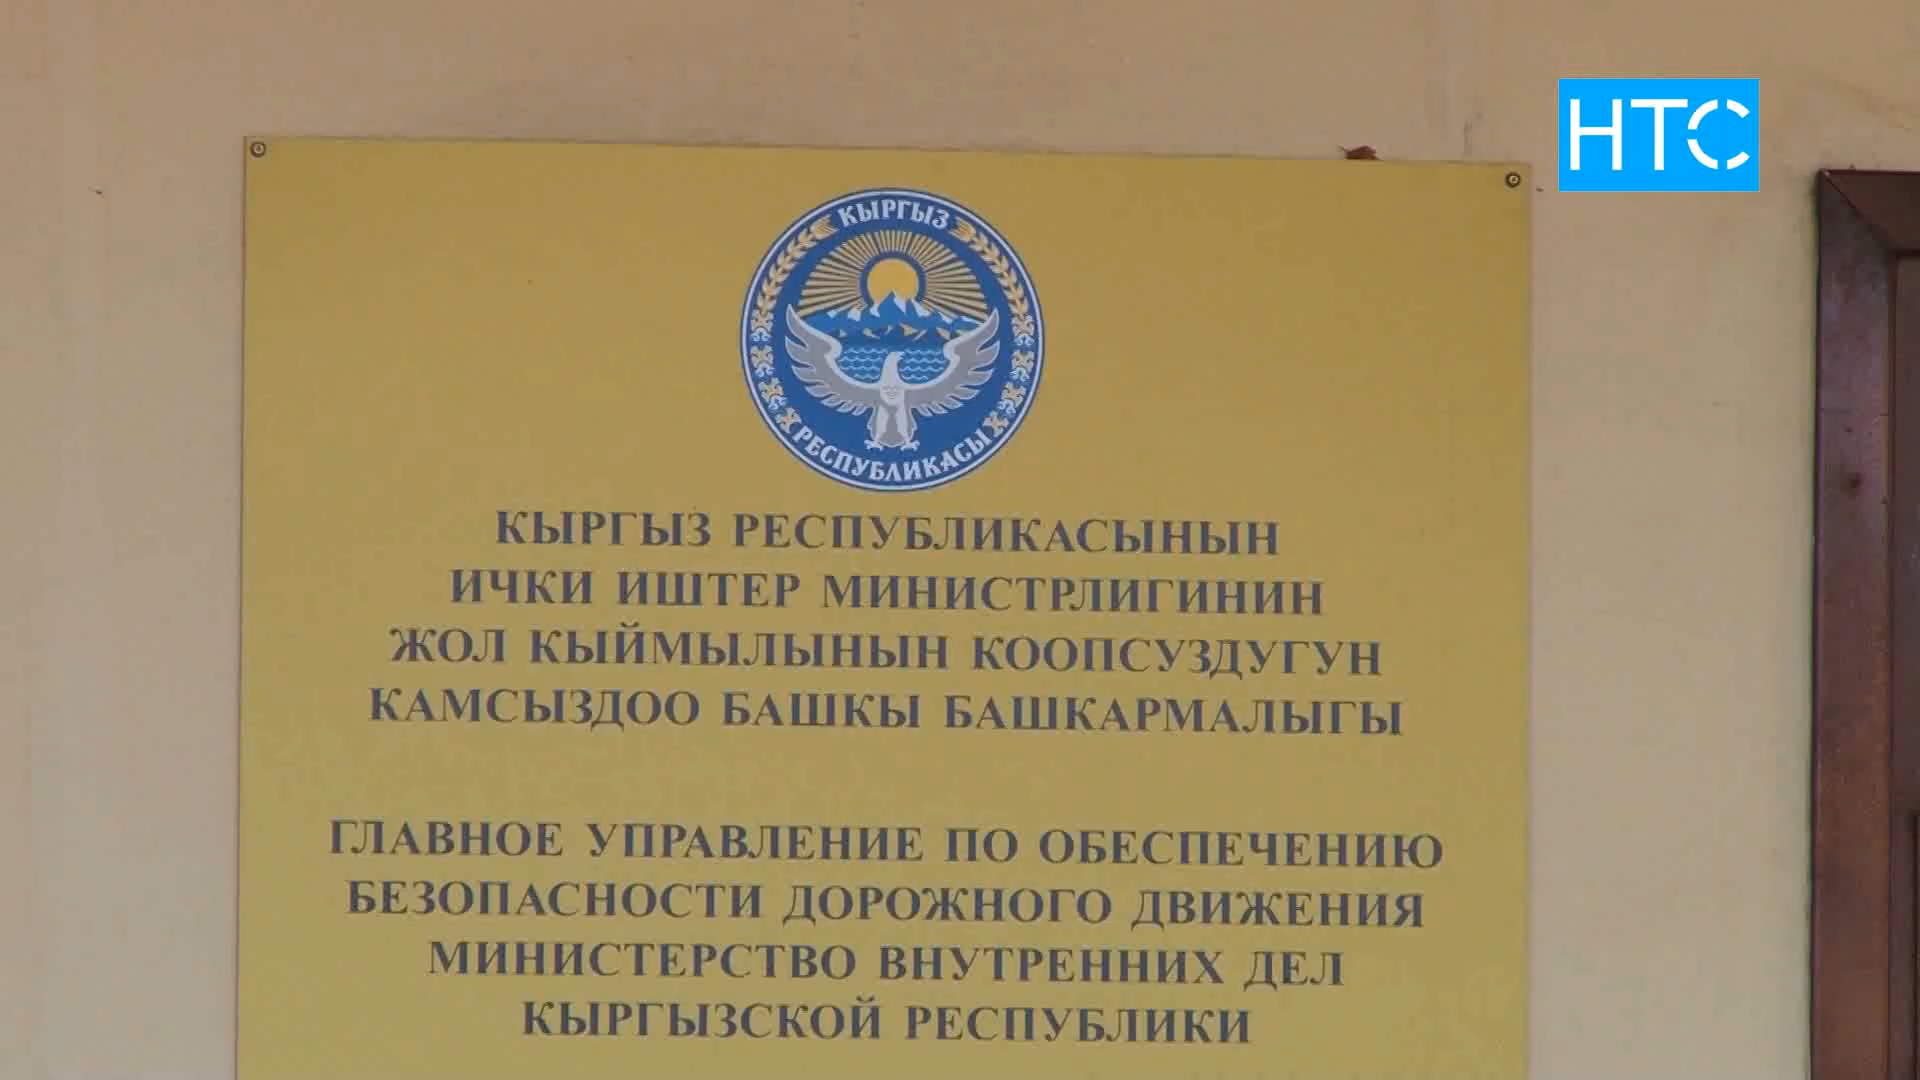 НТС
КЫРГЫЗ
РЕСПУБЛИКАСЫ
КЫРГЫЗ РЕСПУБЛИКАСЫНЫН
ИЧКИ ИШТЕР МИНИСТРЛИГИНИН
ЖОЛ КЫЙМЫЛЫНЫН КООПСУЗДУГУН
КАМСЫЗДОО БАШКЫ БАШКАРМАЛЫГЫ
ГЛАВНОЕ УПРАВЛЕНИЕ ПО ОБЕСПЕЧЕНИЮ
БЕЗОПАСНОСТИ ДОРОЖНОГО ДВИЖЕНИЯ
МИНИСТЕРСТВО ВНУТРЕННИХ ДЕЛ
КЫРГЫЗСКОЙ РЕСПУБЛИКИ